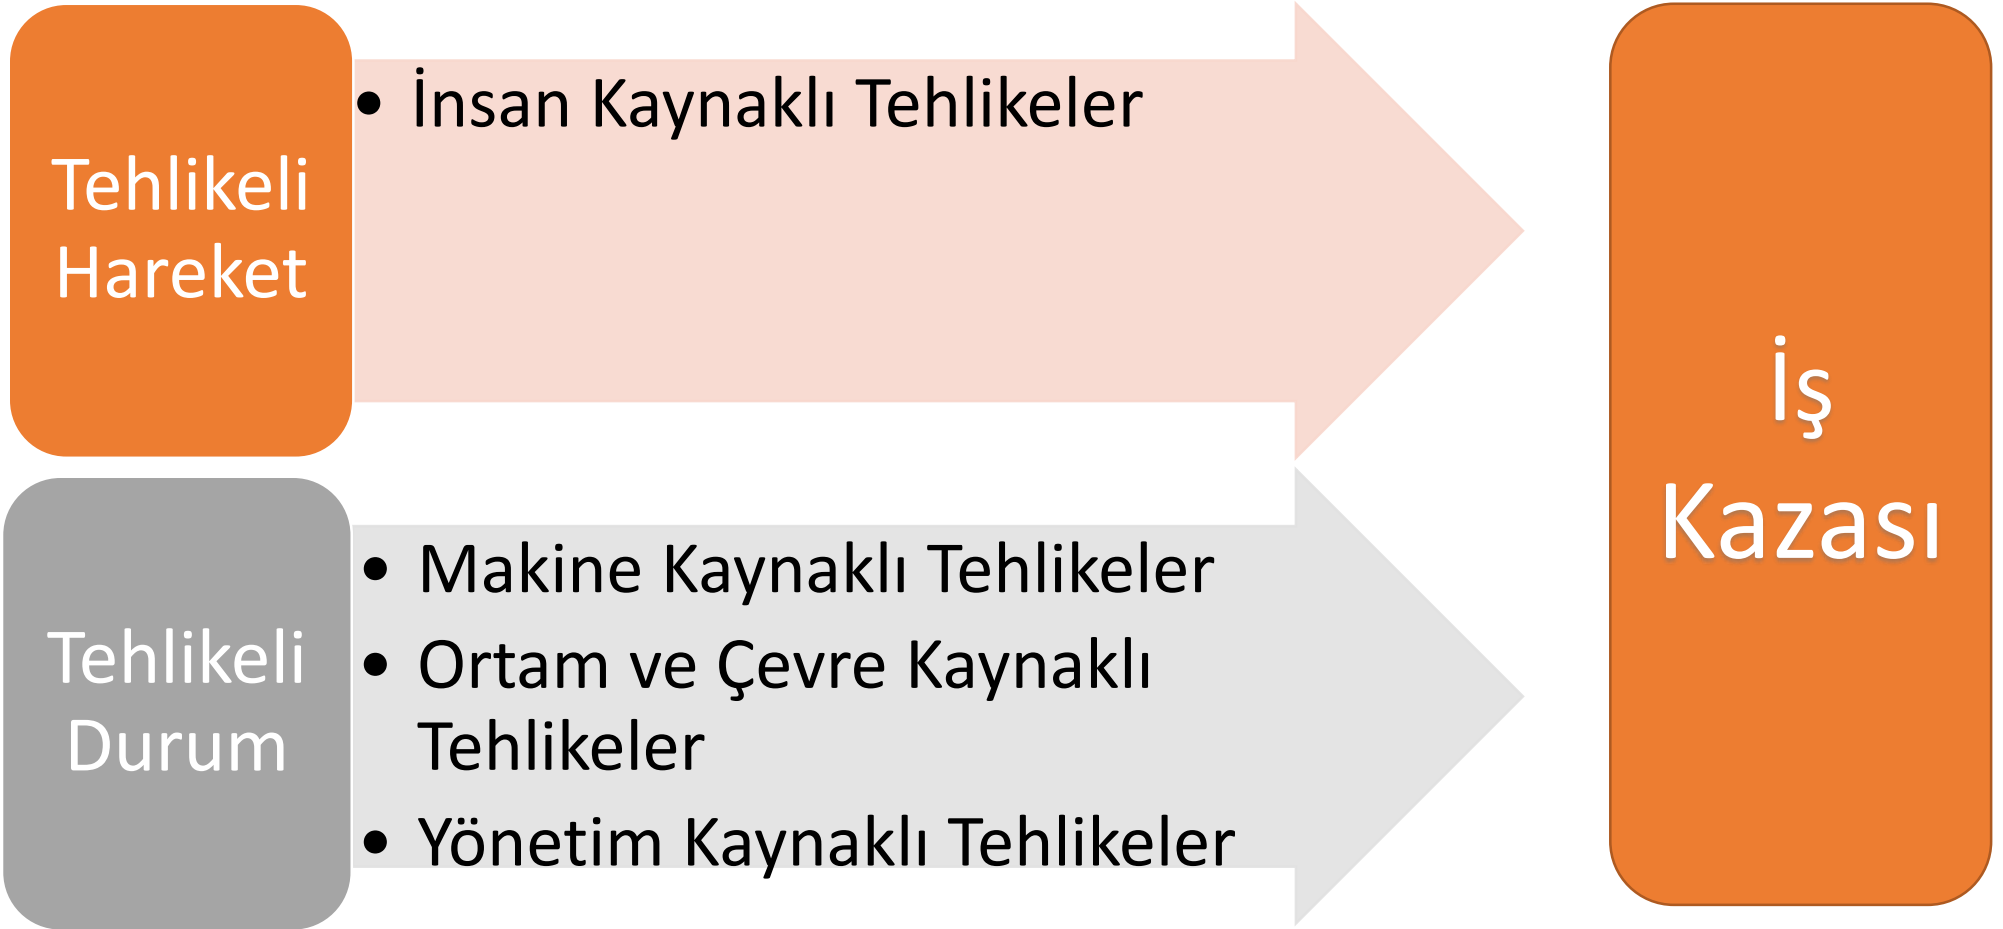 Tehlikeli
Hareket
• İnsan Kaynaklı Tehlikeler
Tehlikeli
Durum
• Makine Kaynaklı Tehlikeler
• Ortam ve Çevre Kaynaklı
Tehlikeler
• Yönetim Kaynaklı Tehlikeler
İş
Kazası